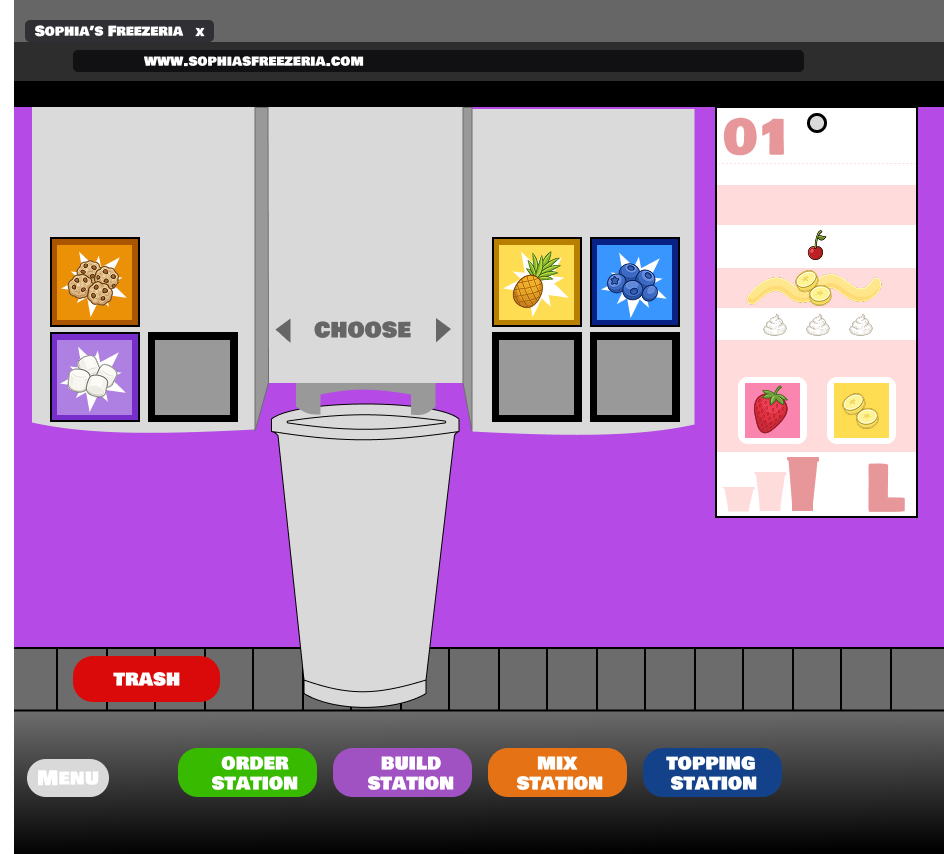 Sophia's Freezeria x
www.sophiasfreezeria.com
01
CHOOSE
L
TRASH
Menu
ORDER
STATION
BUILD
STATION
MIX
STATION
TOPPING
STATION